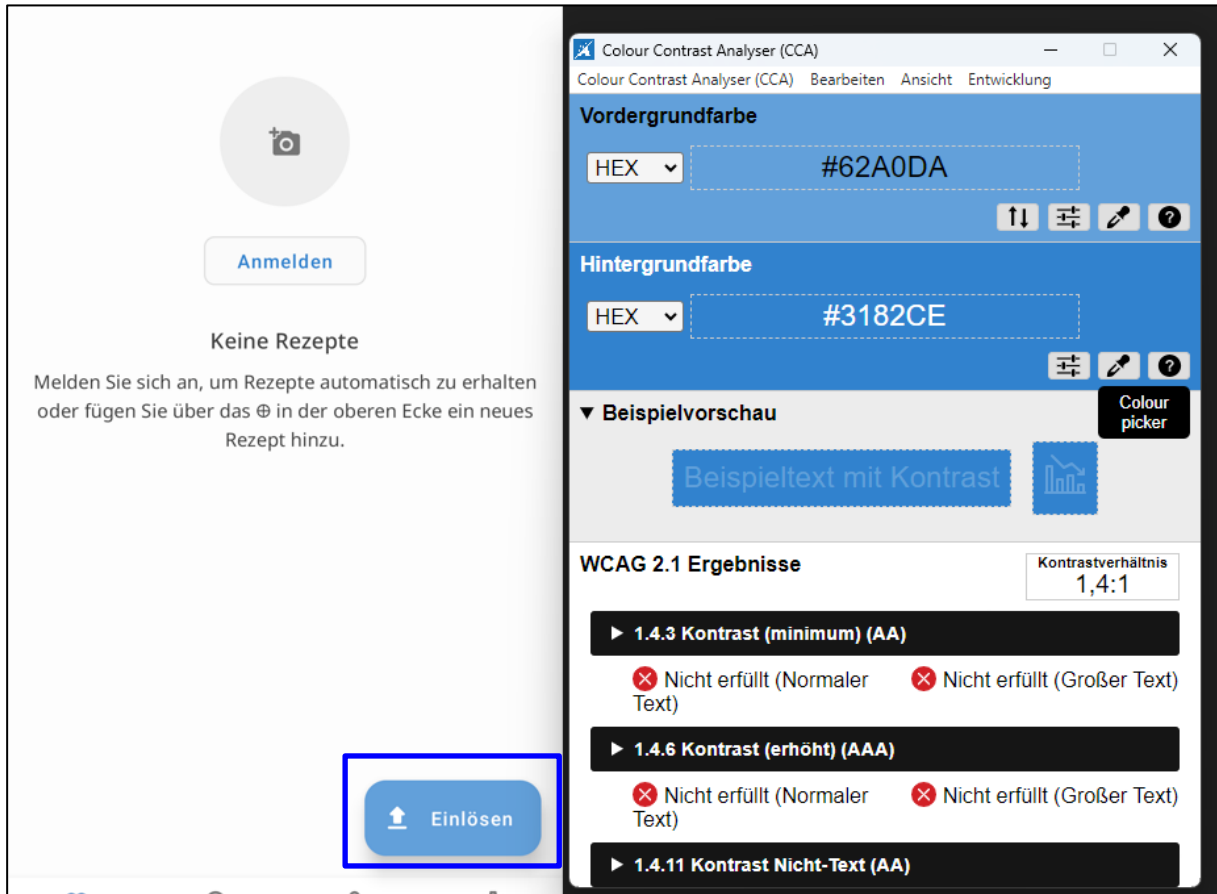 Anmelden
Keine Rezepte
Melden Sie sich an, um Rezepte automatisch zu erhalten
oder fügen Sie über das ⊕ in der oberen Ecke ein neues
Rezept hinzu.
Einlösen
Colour Contrast Analyser (CCA)
Colour Contrast Analyser (CCA) Bearbeiten Ansicht Entwicklung
Vordergrundfarbe
HEX #62A0DA
Hintergrundfarbe
HEX #3182CE
Colour
picker
Beispielvorschau
Beispieltext mit Kontrast
WCAG 2.1 Ergebnisse
Kontrastverhältnis
1,4:1
1.4.3 Kontrast (minimum) (AA)
Nicht erfüllt (Normaler
Text)
Nicht erfüllt (Großer Text)
1.4.6 Kontrast (erhöht) (AAA)
Nicht erfüllt (Normaler
Text)
Nicht erfüllt (Großer Text)
1.4.11 Kontrast Nicht-Text (AA)